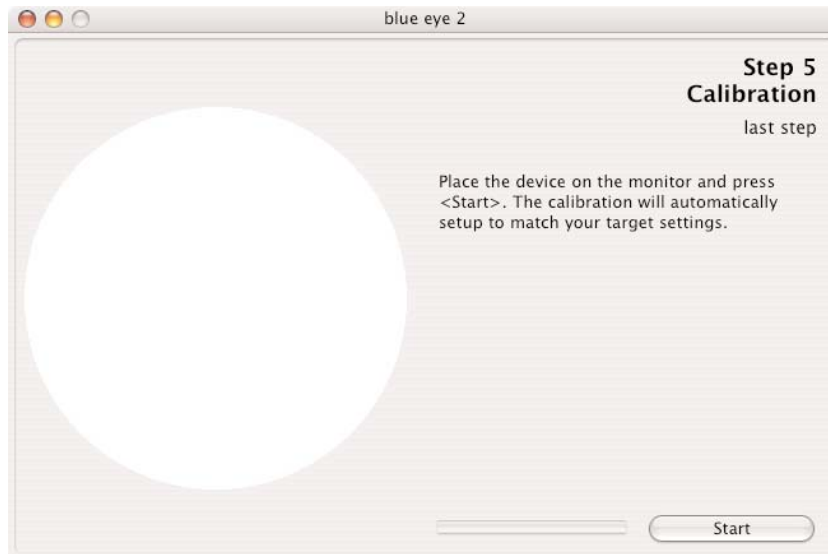 blue eye 2
Step 5
Calibration
last step
Place the device on the monitor and press
<Start>. The calibration will automatically
setup to match your target settings.
Start